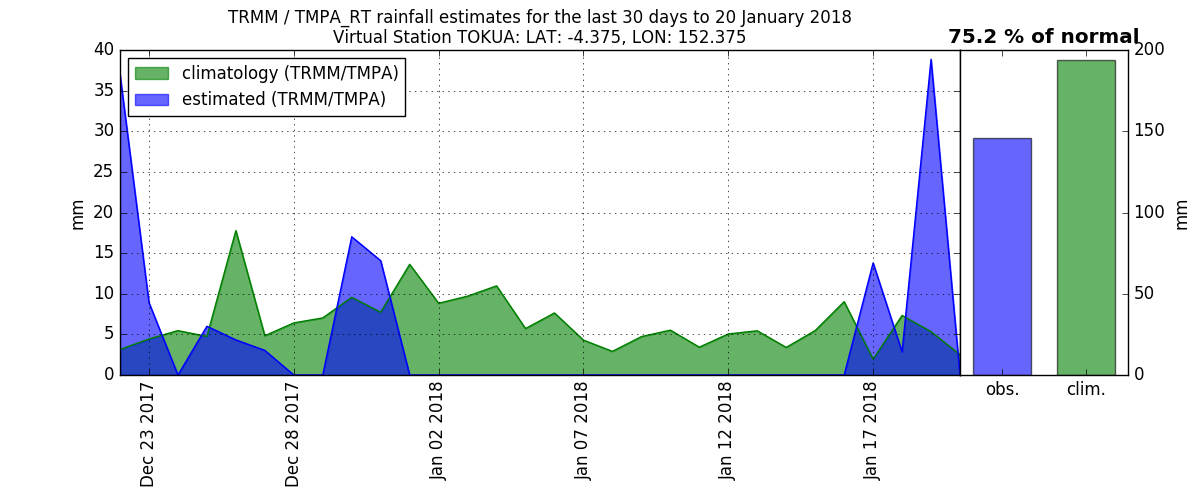 TRMM / TMPA_RT rainfall estimates for the last 30 days to 20 January 2018
Virtual Station TOKUA: LAT: -4.375, LON: 152.375
75.2 % of normal
climatology (TRMM/TMPA)
estimated (TRMM/TMPA)
40
35
30
25
20
15
10
5
0
mm
Dec 23 2017
Dec 28 2017
Jan 02 2018
Jan 07 2018
Jan 12 2018
Jan 17 2018
200
150
100
50
0
mm
obs.
clim.